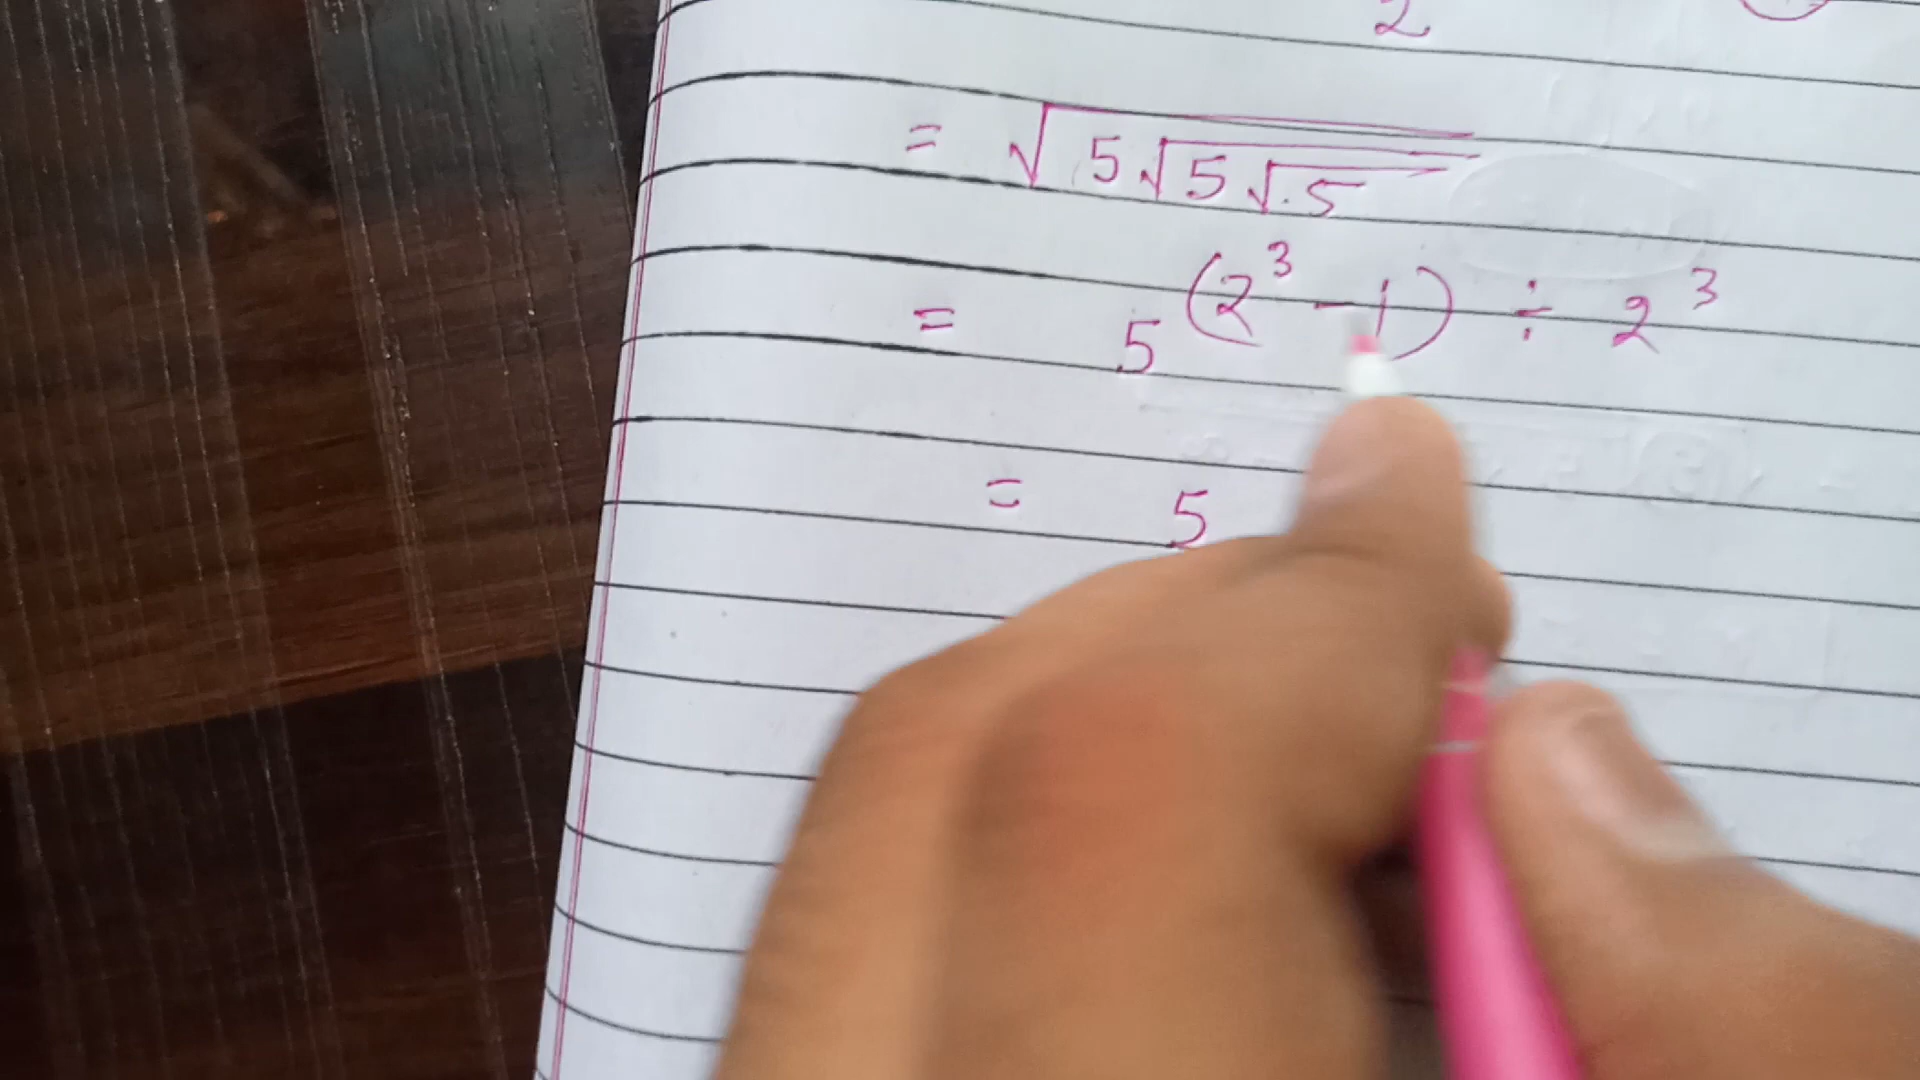 2
= √5√5√5
= 5^(2^3 - 1) ÷ 2^3
= 5